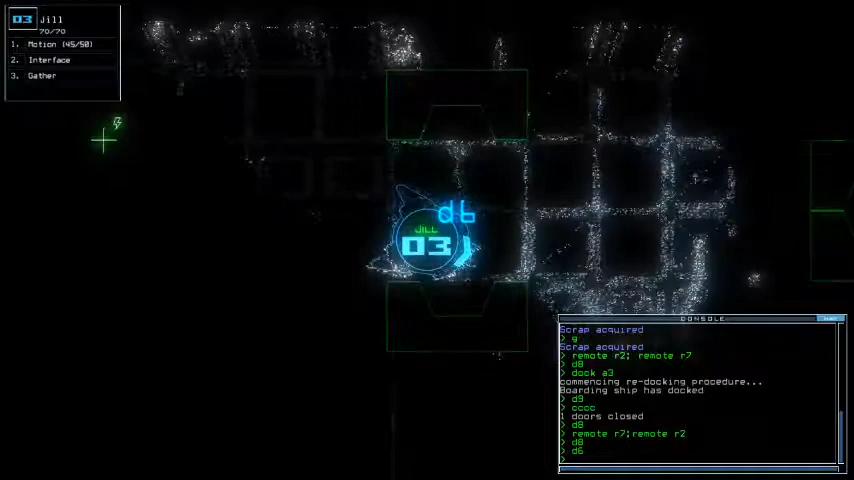 03 Jill
70/70
1. Motion (45/50)
2. Interface
3. Gather
d6
JILL
03
CONSOLE
Scrap acquired
> g
Scrap acquired
> remote r2; remote r7
> d8
> dock a3
commencing re-docking procedure...
Boarding ship has docked
> d9
> cccc
1 doors closed
> d8
> remote r7;remote r2
> d8
> d6
>